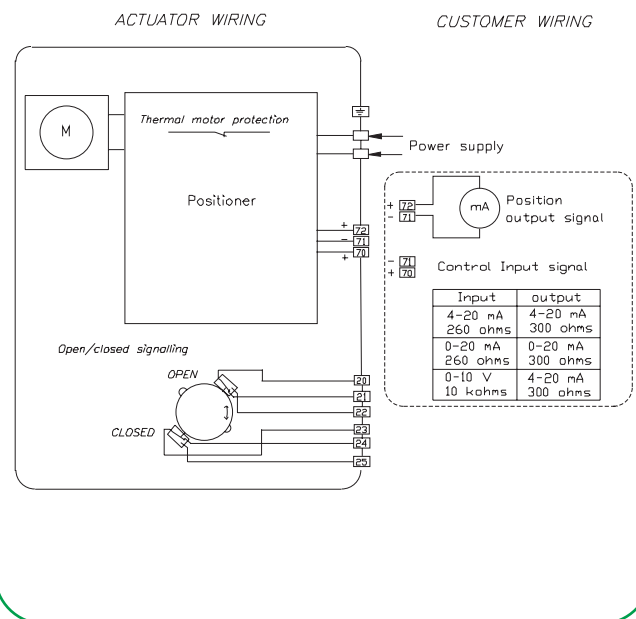 ACTUATOR WIRING
CUSTOMER WIRING
M
Thermal motor protection
Positioner
Power supply
+ 72
- 71
+ 70
+ 72
- 71
mA
Position
output signal
- 71
+ 70
Control Input signal
Input output
4-20 mA 4-20 mA
260 ohms 300 ohms
0-20 mA 0-20 mA
260 ohms 300 ohms
0-10 V 4-20 mA
10 kohms 300 ohms
Open/closed signalling
OPEN
CLOSED
20
21
22
23
24
25